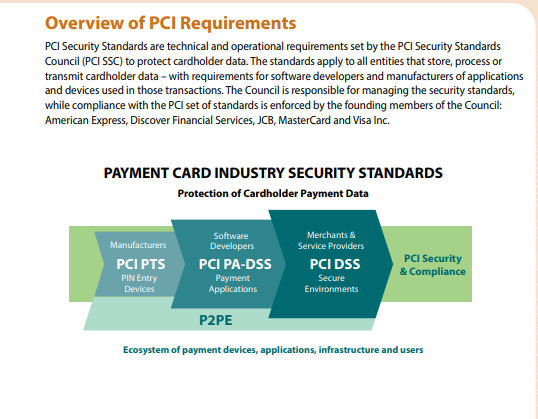 Overview of PCI Requirements
PCI Security Standards are technical and operational requirements set by the PCI Security Standards
Council (PCI SSC) to protect cardholder data. The standards apply to all entities that store, process or
transmit cardholder data – with requirements for software developers and manufacturers of applications
and devices used in those transactions. The Council is responsible for managing the security standards,
while compliance with the PCI set of standards is enforced by the founding members of the Council:
American Express, Discover Financial Services, JCB, MasterCard and Visa Inc.
PAYMENT CARD INDUSTRY SECURITY STANDARDS
Protection of Cardholder Payment Data
Manufacturers
PCI PTS
PIN Entry
Devices
Software
Developers
PCI PA-DSS
Payment
Applications
Merchants &
Service Providers
PCI DSS
Secure
Environments
PCI Security
& Compliance
P2PE
Ecosystem of payment devices, applications, infrastructure and users